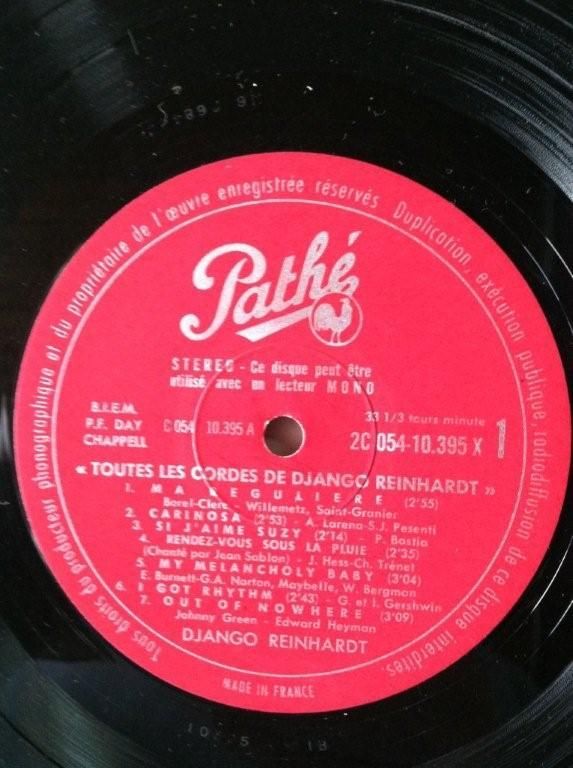 Tous droits du producteur phonographique et du propriétaire de l'œuvre enregistrée réservés. Duplication, exécution publique, radiodiffusion de ce disque interdites.
Pathé
STEREO - Ce disque peut être
utilisé avec un lecteur MONO
B.I.E.M.
P.F. DAY
CHAPPELL
C 054 10.395 A
33 1/3 tours minute
2C 054-10.395 X
1
« TOUTES LES CORDES DE DJANGO REINHARDT »
1. MA REGULIERE (2'55)
Borel-Clerc - Willemetz, Saint-Granier
2. CARINOSA (2'53) - A. Larena-S.J. Pesenti
3. SI J'AIME SUZY (2'14) - P. Bastia
4. RENDEZ-VOUS SOUS LA PLUIE (2'35)
(Chanté par Jean Sablon) - J. Hess-Ch. Trénet
5. MY MELANCHOLY BABY (3'04)
E. Burnett-G.A. Norton, Maybelle, W. Bergman
6. I GOT RHYTHM (2'43) - G. et I. Gershwin
7. OUT OF NOWHERE (3'09)
Johnny Green - Edward Heyman
DJANGO REINHARDT
MADE IN FRANCE